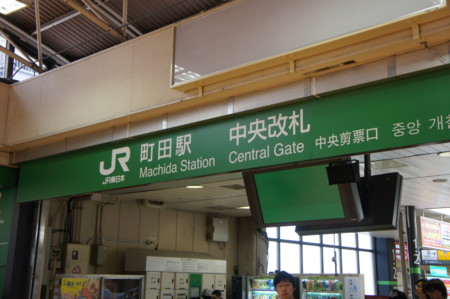 JR
JR東日本
町田駅
Machida Station
中央改札
Central Gate
中央剪票口
중앙 개찰